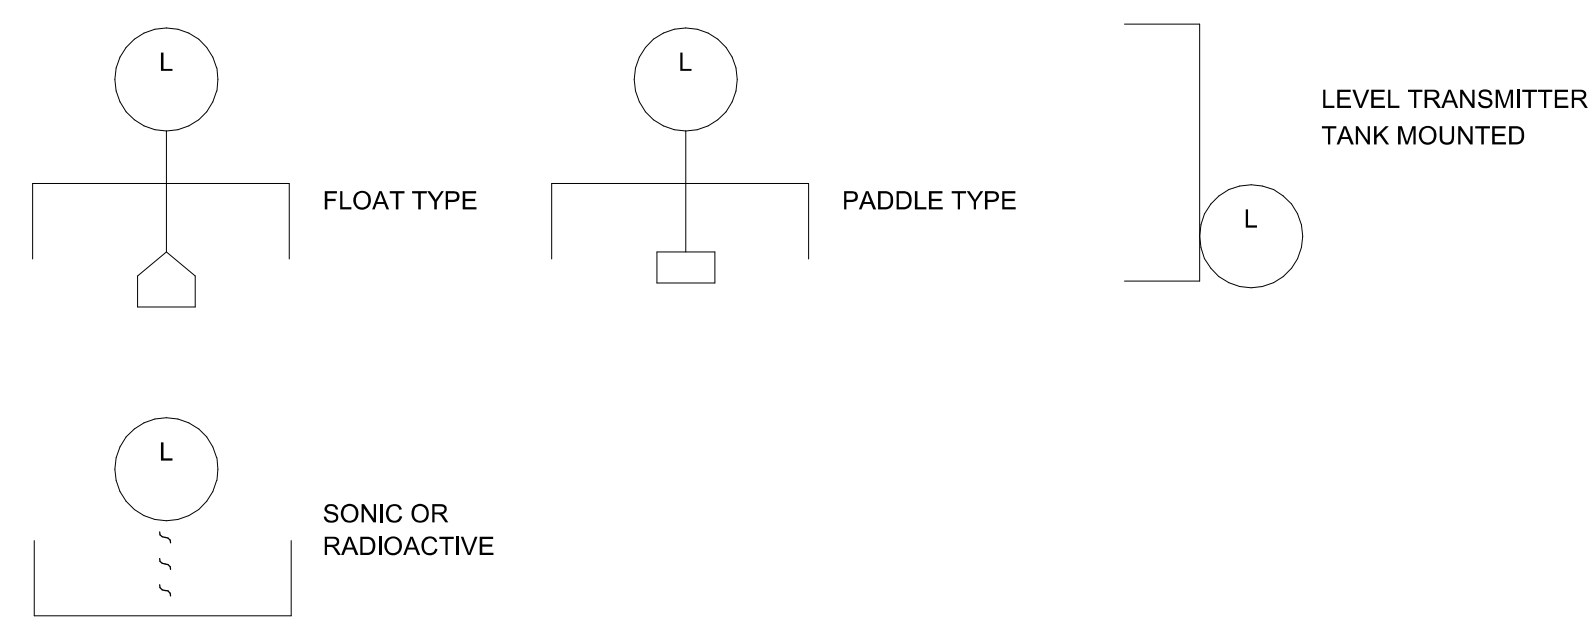 L
FLOAT TYPE
L
PADDLE TYPE
L
LEVEL TRANSMITTER
TANK MOUNTED
L
SONIC OR
RADIOACTIVE